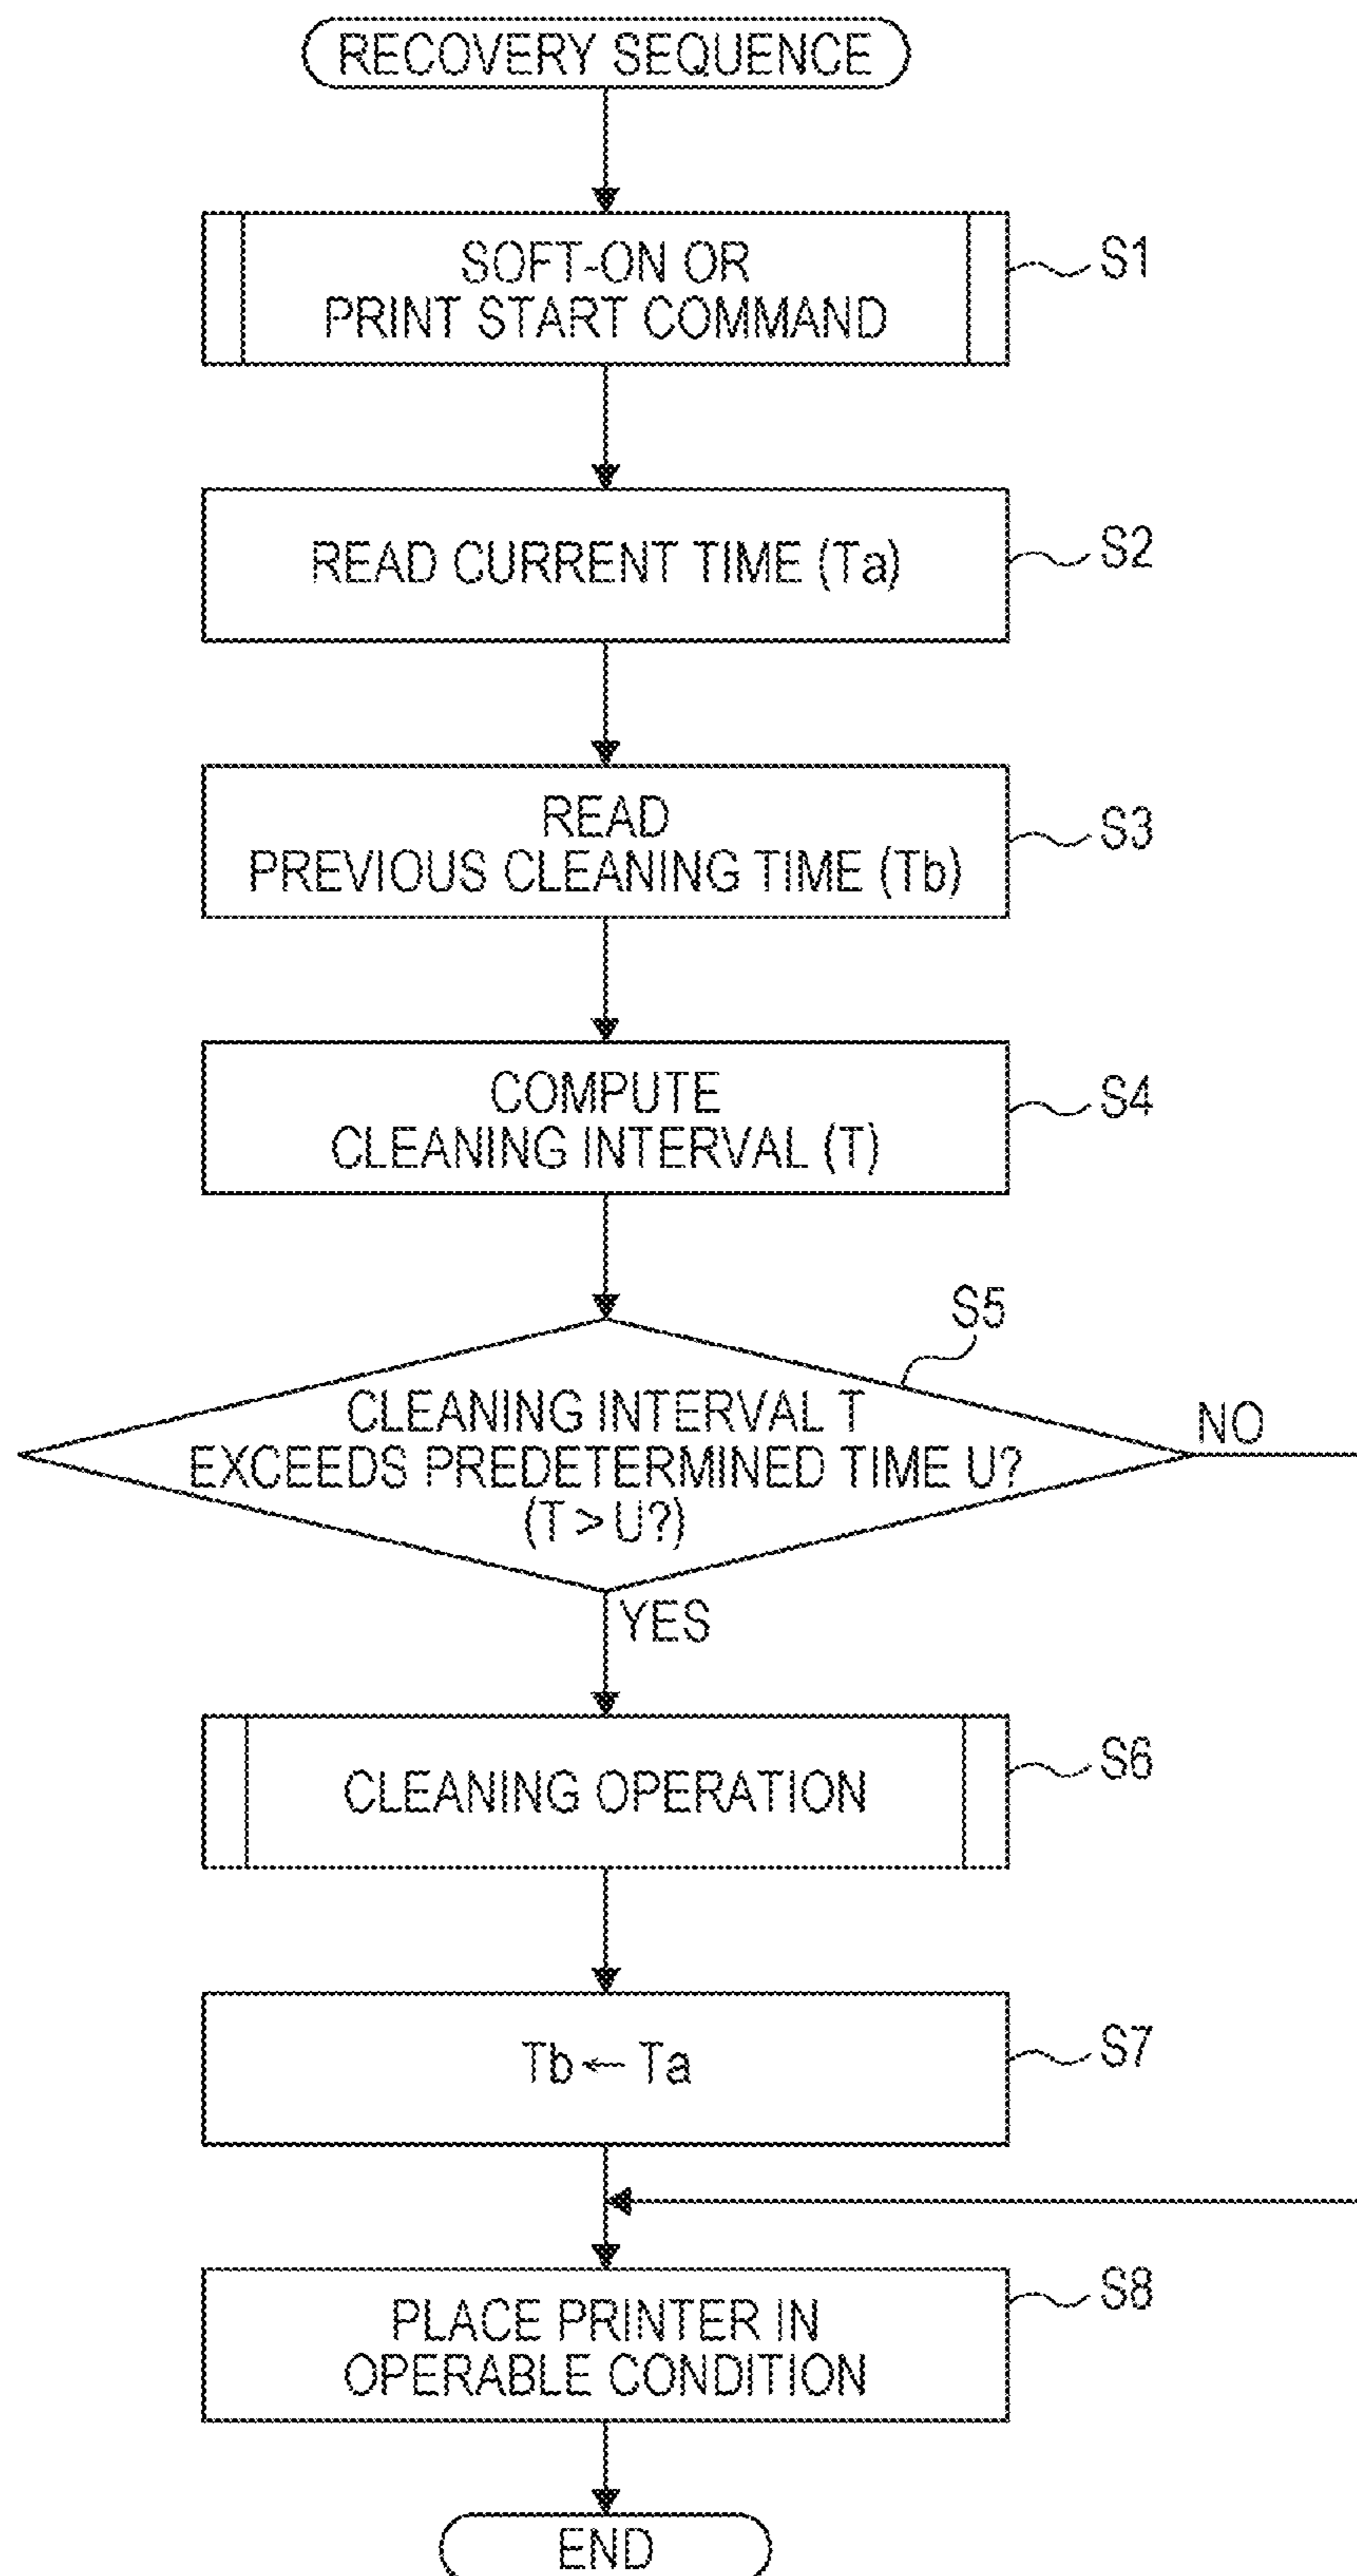 RECOVERY SEQUENCE
SOFT-ON OR
PRINT START COMMAND
S1
READ CURRENT TIME (Ta)
S2
READ
PREVIOUS CLEANING TIME (Tb)
S3
COMPUTE
CLEANING INTERVAL (T)
S4
S5
CLEANING INTERVAL T
EXCEEDS PREDETERMINED TIME U?
(T > U?)
NO
YES
CLEANING OPERATION
S6
Tb ← Ta
S7
PLACE PRINTER IN
OPERABLE CONDITION
S8
END